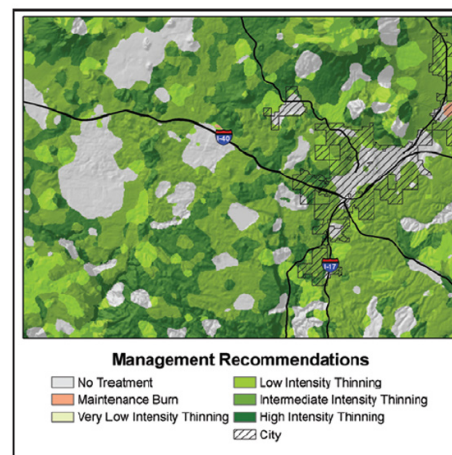 I-40
I-17
Management Recommendations
No Treatment
Maintenance Burn
Very Low Intensity Thinning
Low Intensity Thinning
Intermediate Intensity Thinning
High Intensity Thinning
City